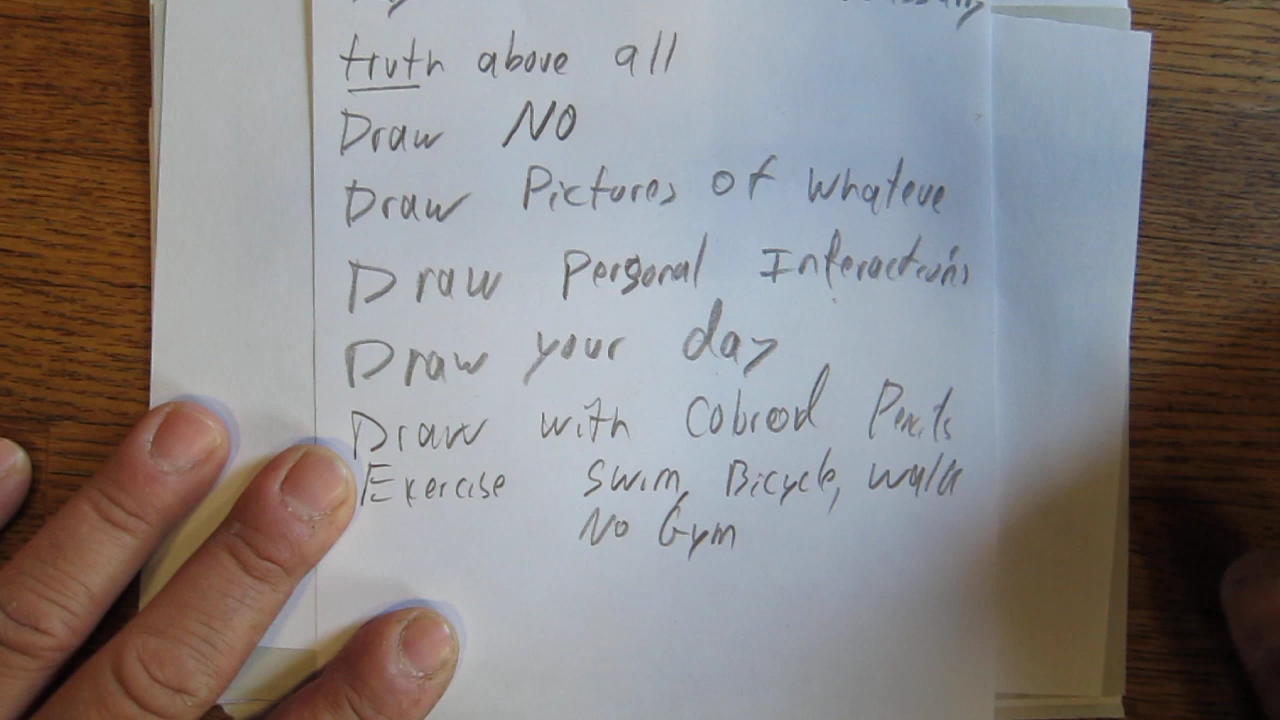 truth above all
Draw NO
Draw Pictures of whateve
Draw Personal Interactions
Draw your day
Draw with Colored Pencils
Exercise Swim, Bicycle, walk
No Gym